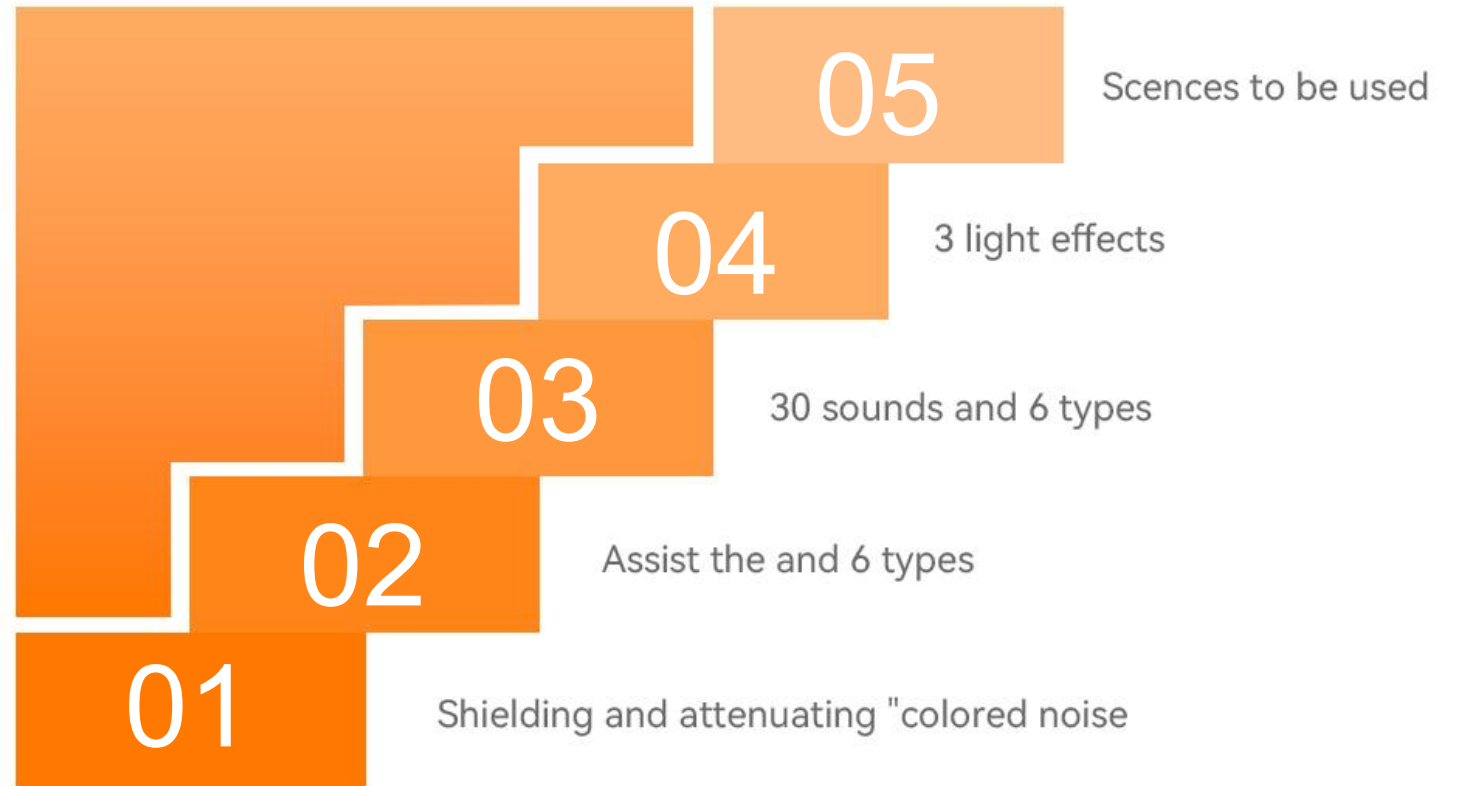 05
Scences to be used
04
3 light effects
03
30 sounds and 6 types
02
Assist the and 6 types
01
Shielding and attenuating "colored noise